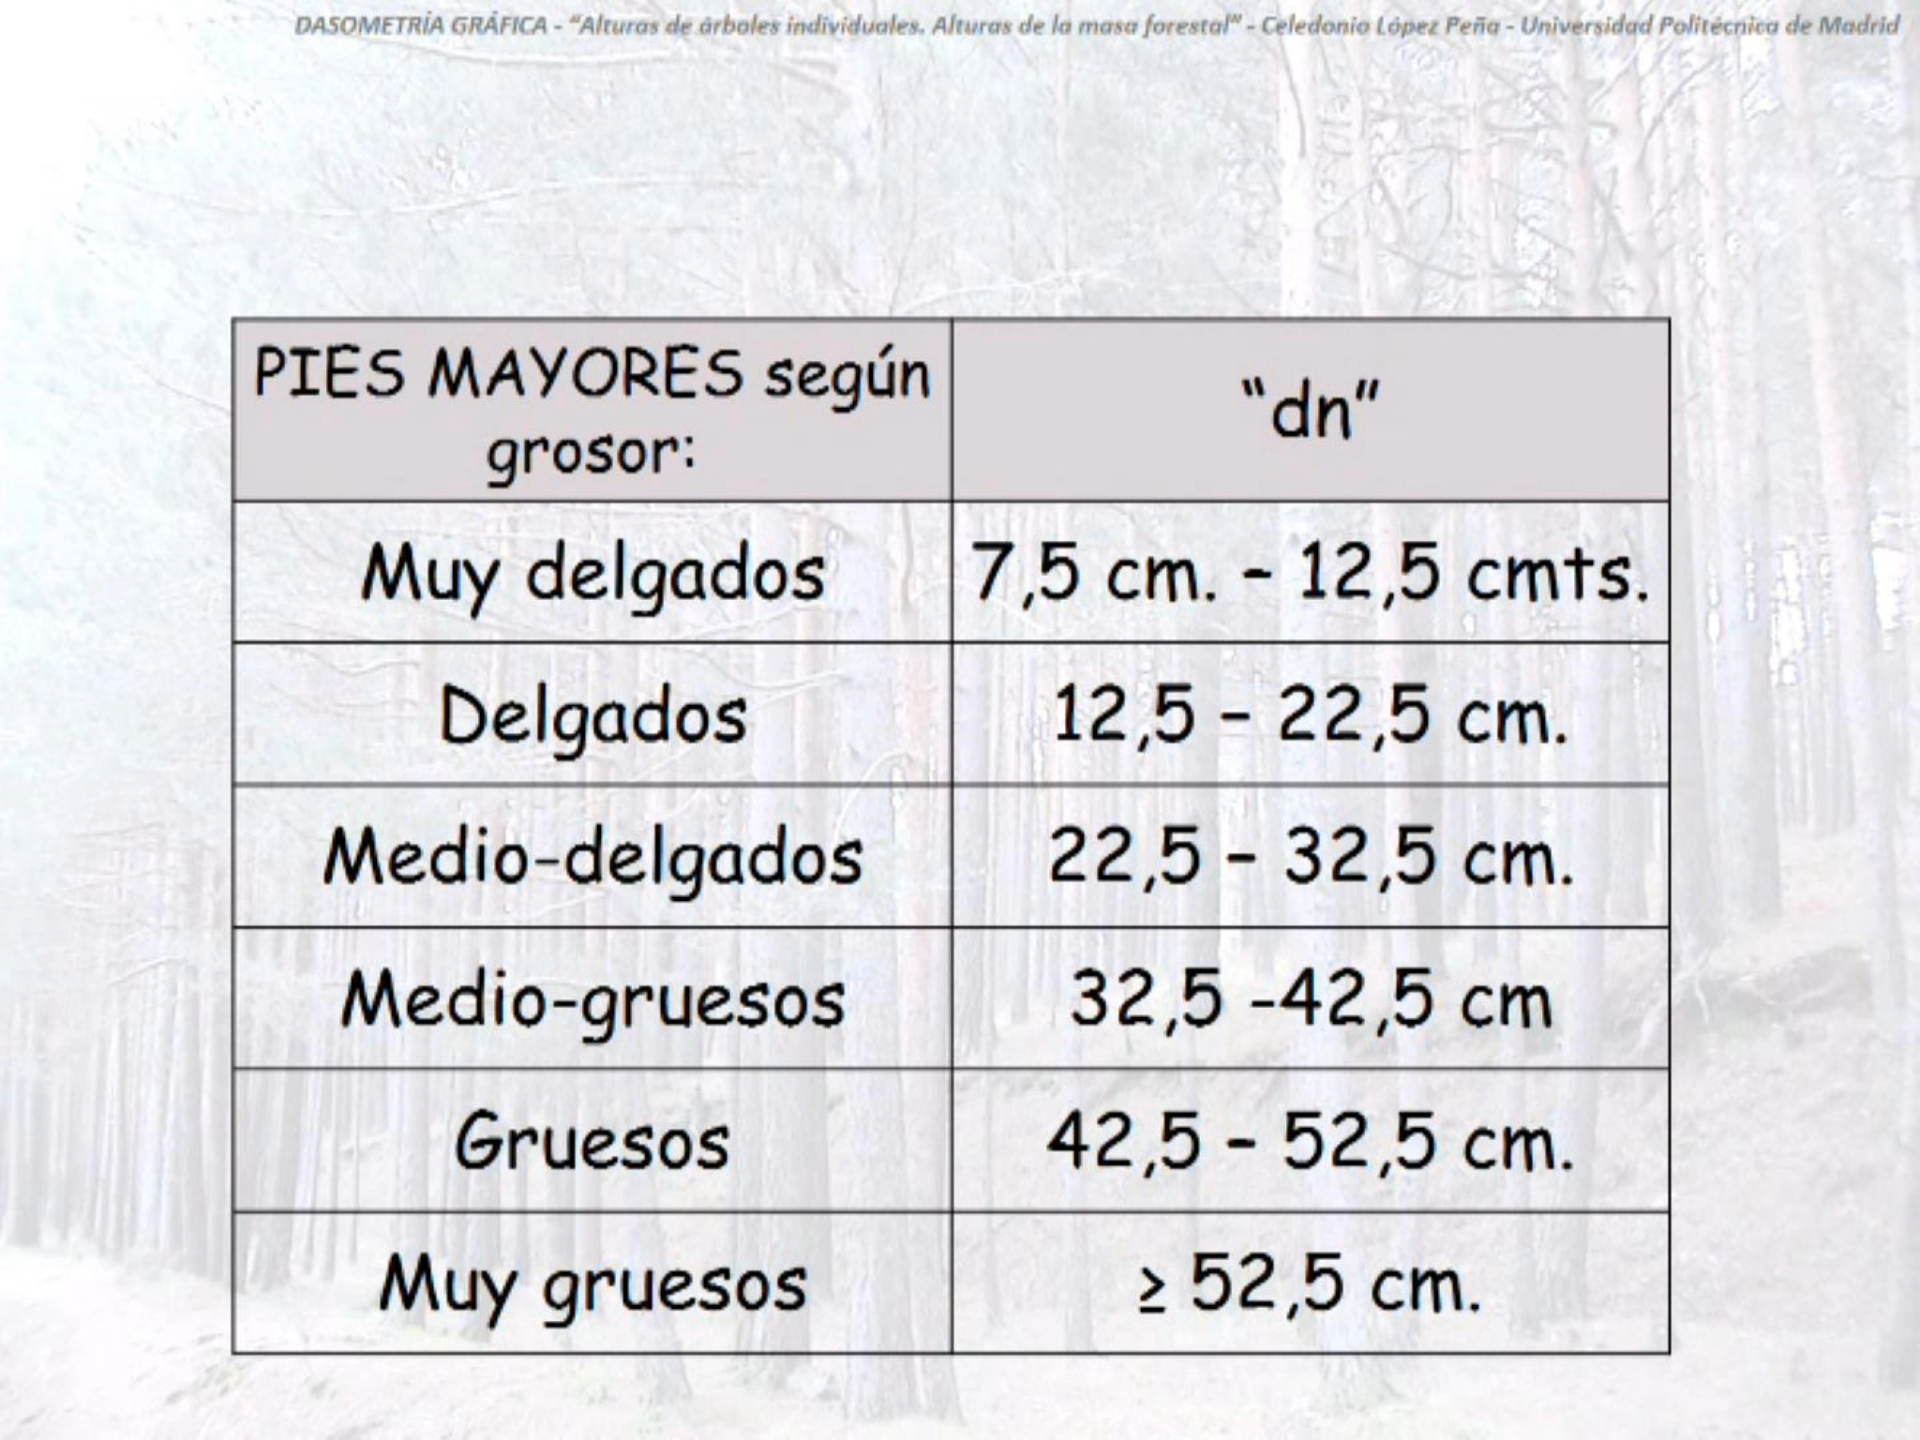 DASOMETRÍA GRÁFICA - "Alturas de árboles individuales. Alturas de la masa forestal" - Celedonio López Peña - Universidad Politécnica de Madrid
PIES MAYORES según
grosor:
"dn"
Muy delgados
7,5 cm. - 12,5 cmts.
Delgados
12,5 - 22,5 cm.
Medio-delgados
22,5 - 32,5 cm.
Medio-gruesos
32,5 -42,5 cm
Gruesos
42,5 - 52,5 cm.
Muy gruesos
≥ 52,5 cm.